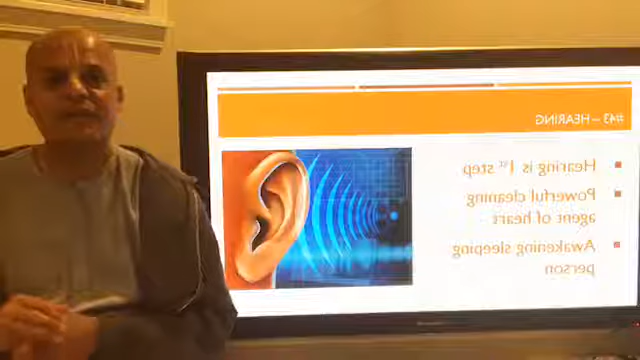 #43 – HEARING
Hearing is 1st step
Powerful cleaning
agent of heart -
Awakening sleeping
person